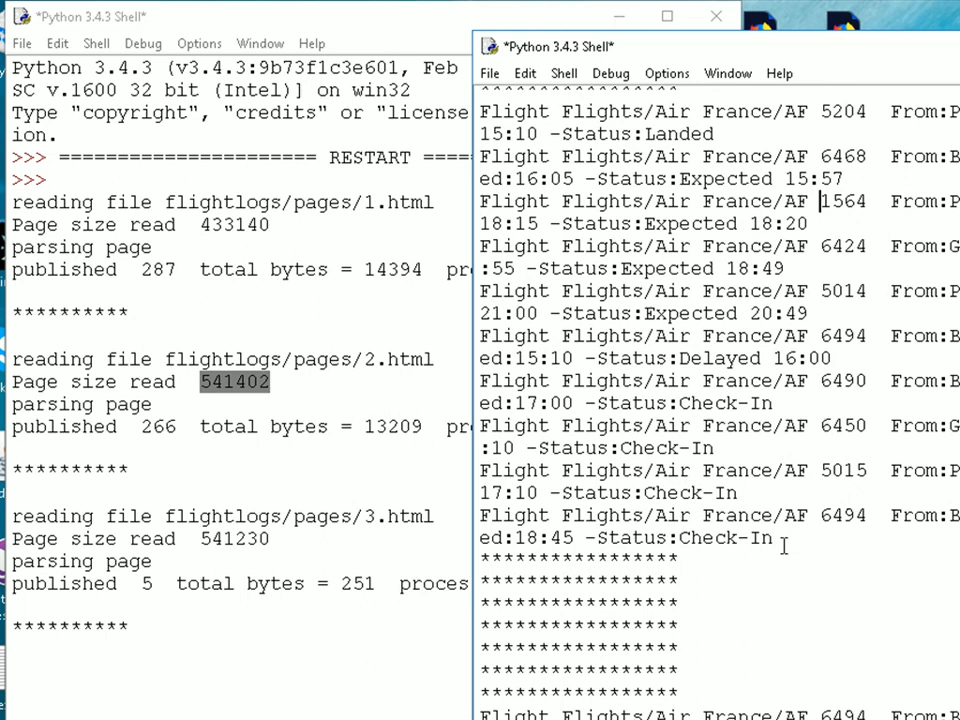 *Python 3.4.3 Shell*
File Edit Shell Debug Options Window Help
Python 3.4.3 (v3.4.3:9b73f1c3e601, Feb
SC v.1600 32 bit (Intel)] on win32
Type "copyright", "credits" or "license
ion.
>>> ====================== RESTART ====
>>>
reading file flightlogs/pages/1.html
Page size read 433140
parsing page
published 287 total bytes = 14394 pr
**********
reading file flightlogs/pages/2.html
Page size read 541402
parsing page
published 266 total bytes = 13209 pr
**********
reading file flightlogs/pages/3.html
Page size read 541230
parsing page
published 5 total bytes = 251 proces
**********
*Python 3.4.3 Shell*
File Edit Shell Debug Options Window Help
*****************
Flight Flights/Air France/AF 5204 From:P
15:10 -Status:Landed
Flight Flights/Air France/AF 6468 From:B
ed:16:05 -Status:Expected 15:57
Flight Flights/Air France/AF 1564 From:P
18:15 -Status:Expected 18:20
Flight Flights/Air France/AF 6424 From:G
:55 -Status:Expected 18:49
Flight Flights/Air France/AF 5014 From:P
21:00 -Status:Expected 20:49
Flight Flights/Air France/AF 6494 From:B
ed:15:10 -Status:Delayed 16:00
Flight Flights/Air France/AF 6490 From:B
ed:17:00 -Status:Check-In
Flight Flights/Air France/AF 6450 From:G
:10 -Status:Check-In
Flight Flights/Air France/AF 5015 From:P
17:10 -Status:Check-In
Flight Flights/Air France/AF 6494 From:B
ed:18:45 -Status:Check-In
*****************
*****************
*****************
*****************
*****************
*****************
*****************
Flight Flights/Air France/AF 6494 From:B